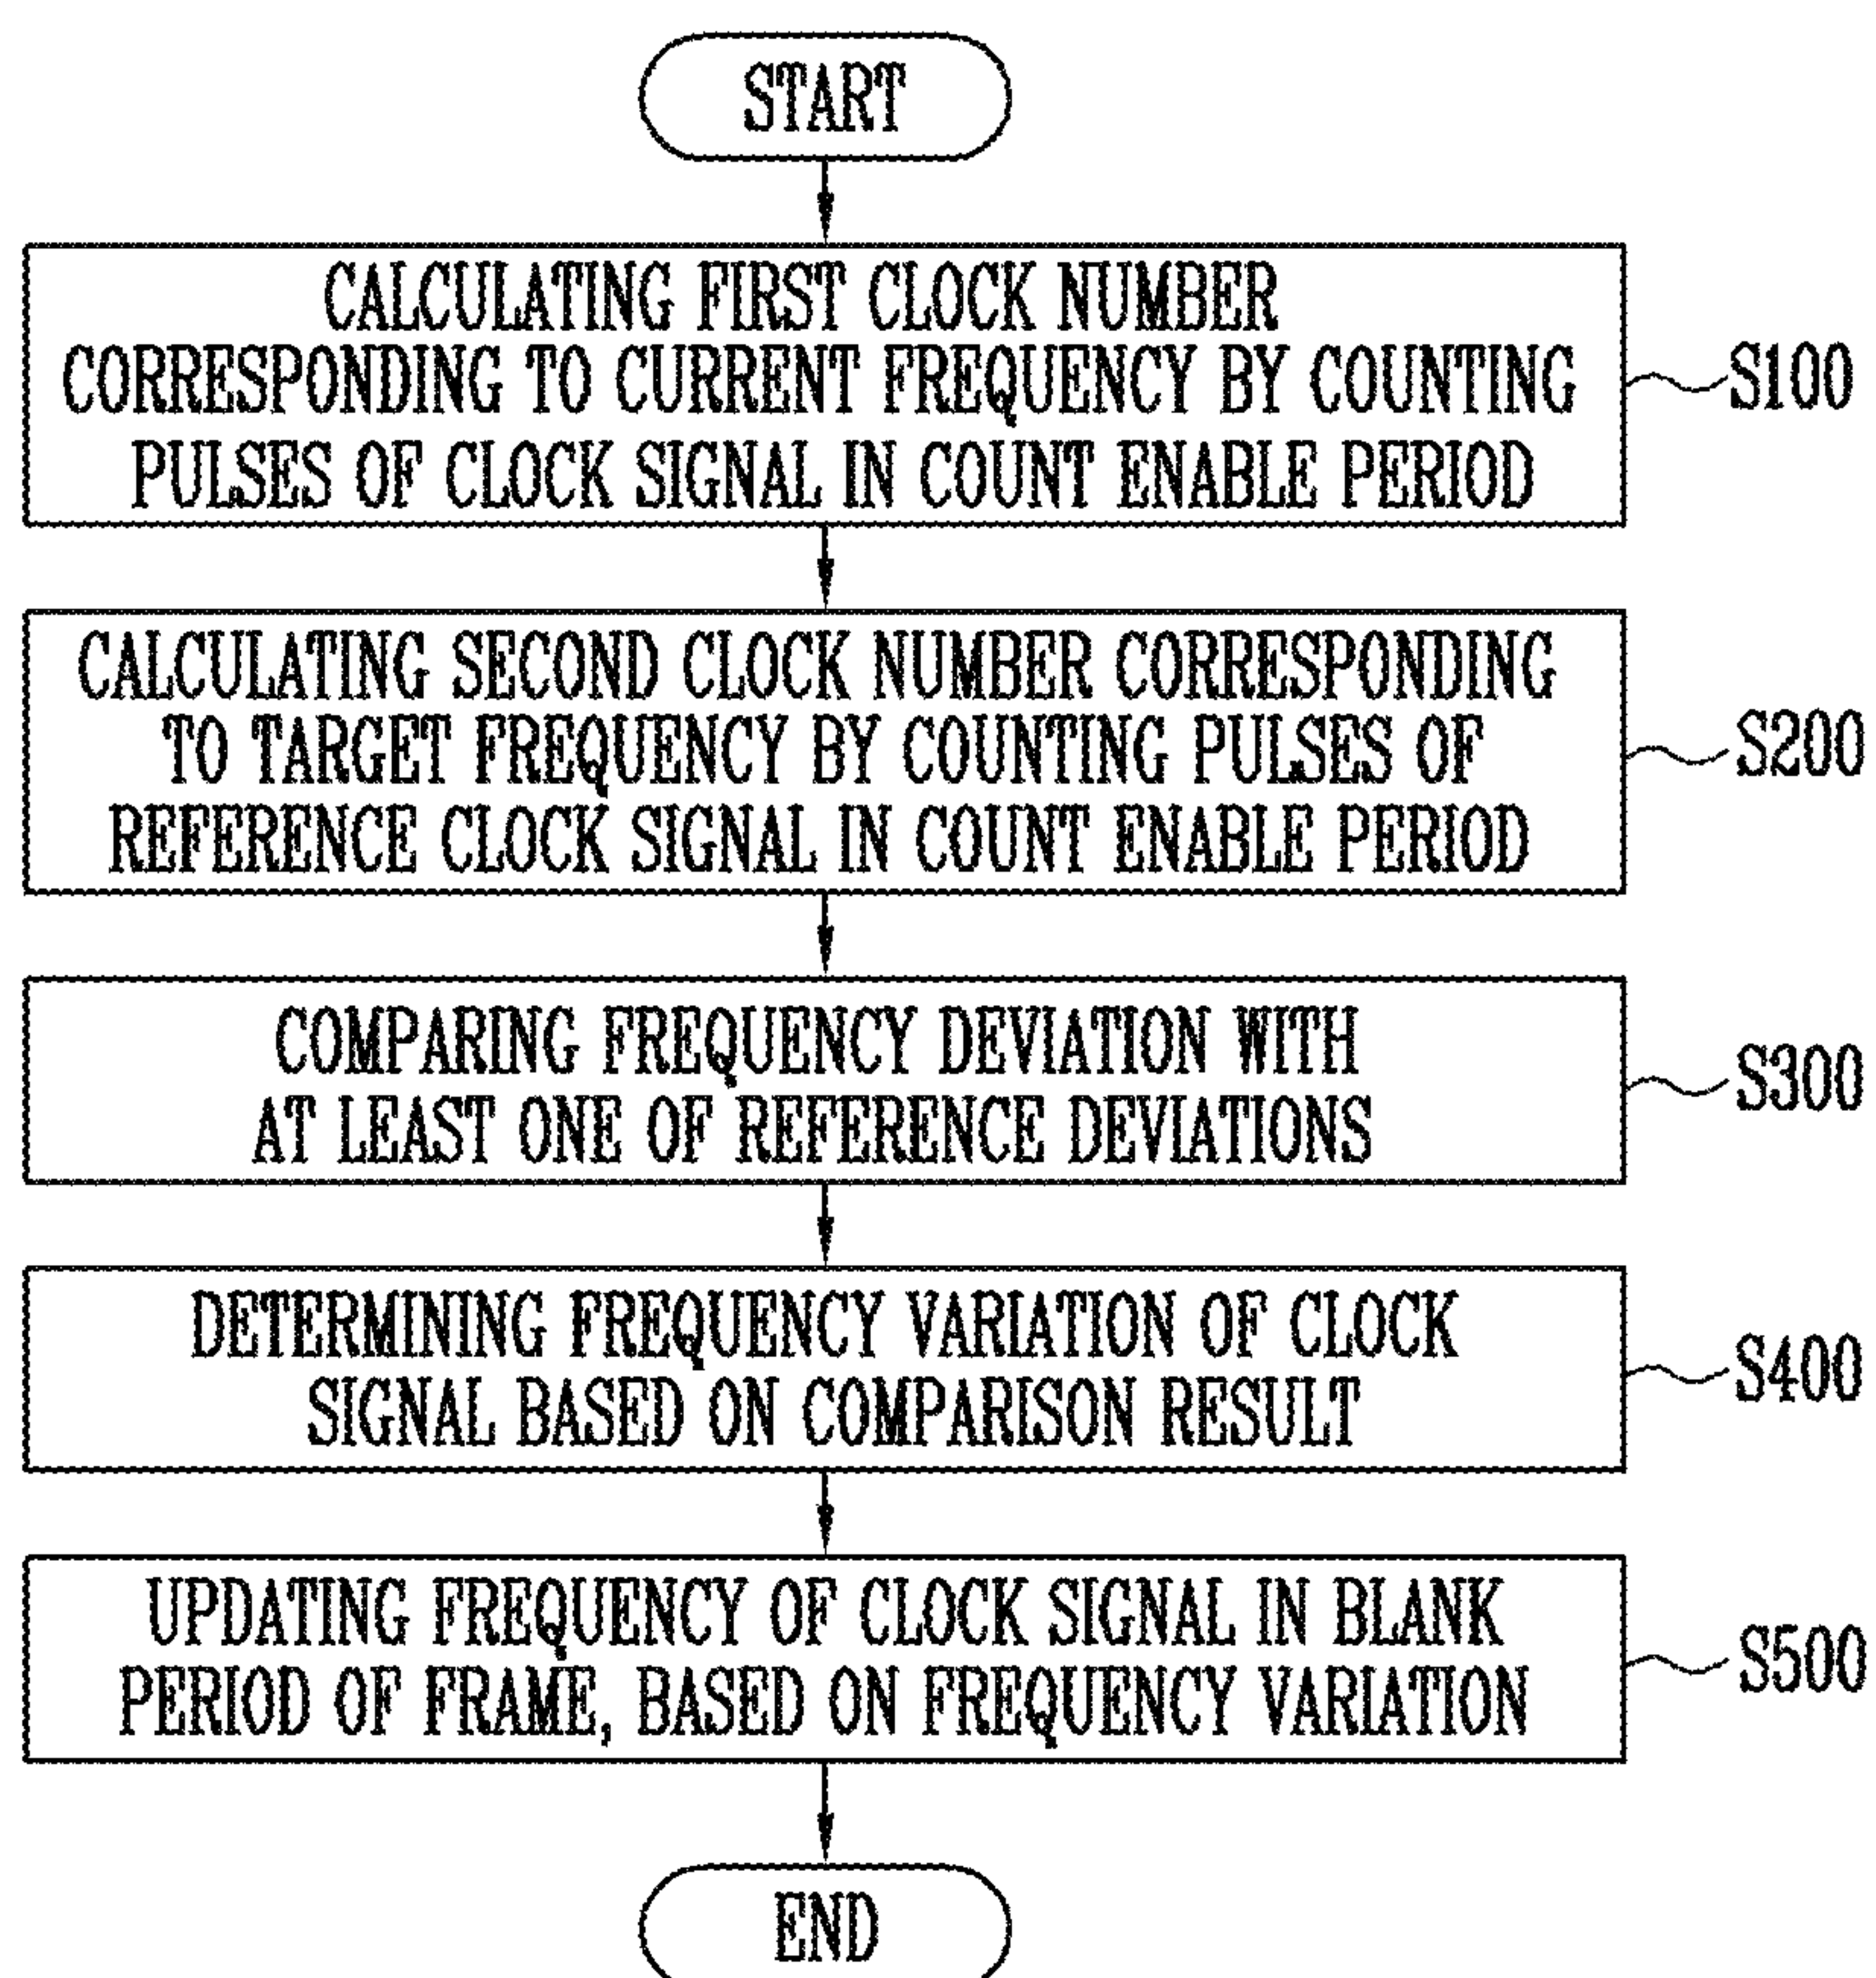 START
CALCULATING FIRST CLOCK NUMBER
CORRESPONDING TO CURRENT FREQUENCY BY COUNTING
PULSES OF CLOCK SIGNAL IN COUNT ENABLE PERIOD
S100
CALCULATING SECOND CLOCK NUMBER CORRESPONDING
TO TARGET FREQUENCY BY COUNTING PULSES OF
REFERENCE CLOCK SIGNAL IN COUNT ENABLE PERIOD
S200
COMPARING FREQUENCY DEVIATION WITH
AT LEAST ONE OF REFERENCE DEVIATIONS
S300
DETERMINING FREQUENCY VARIATION OF CLOCK
SIGNAL BASED ON COMPARISON RESULT
S400
UPDATING FREQUENCY OF CLOCK SIGNAL IN BLANK
PERIOD OF FRAME, BASED ON FREQUENCY VARIATION
S500
END